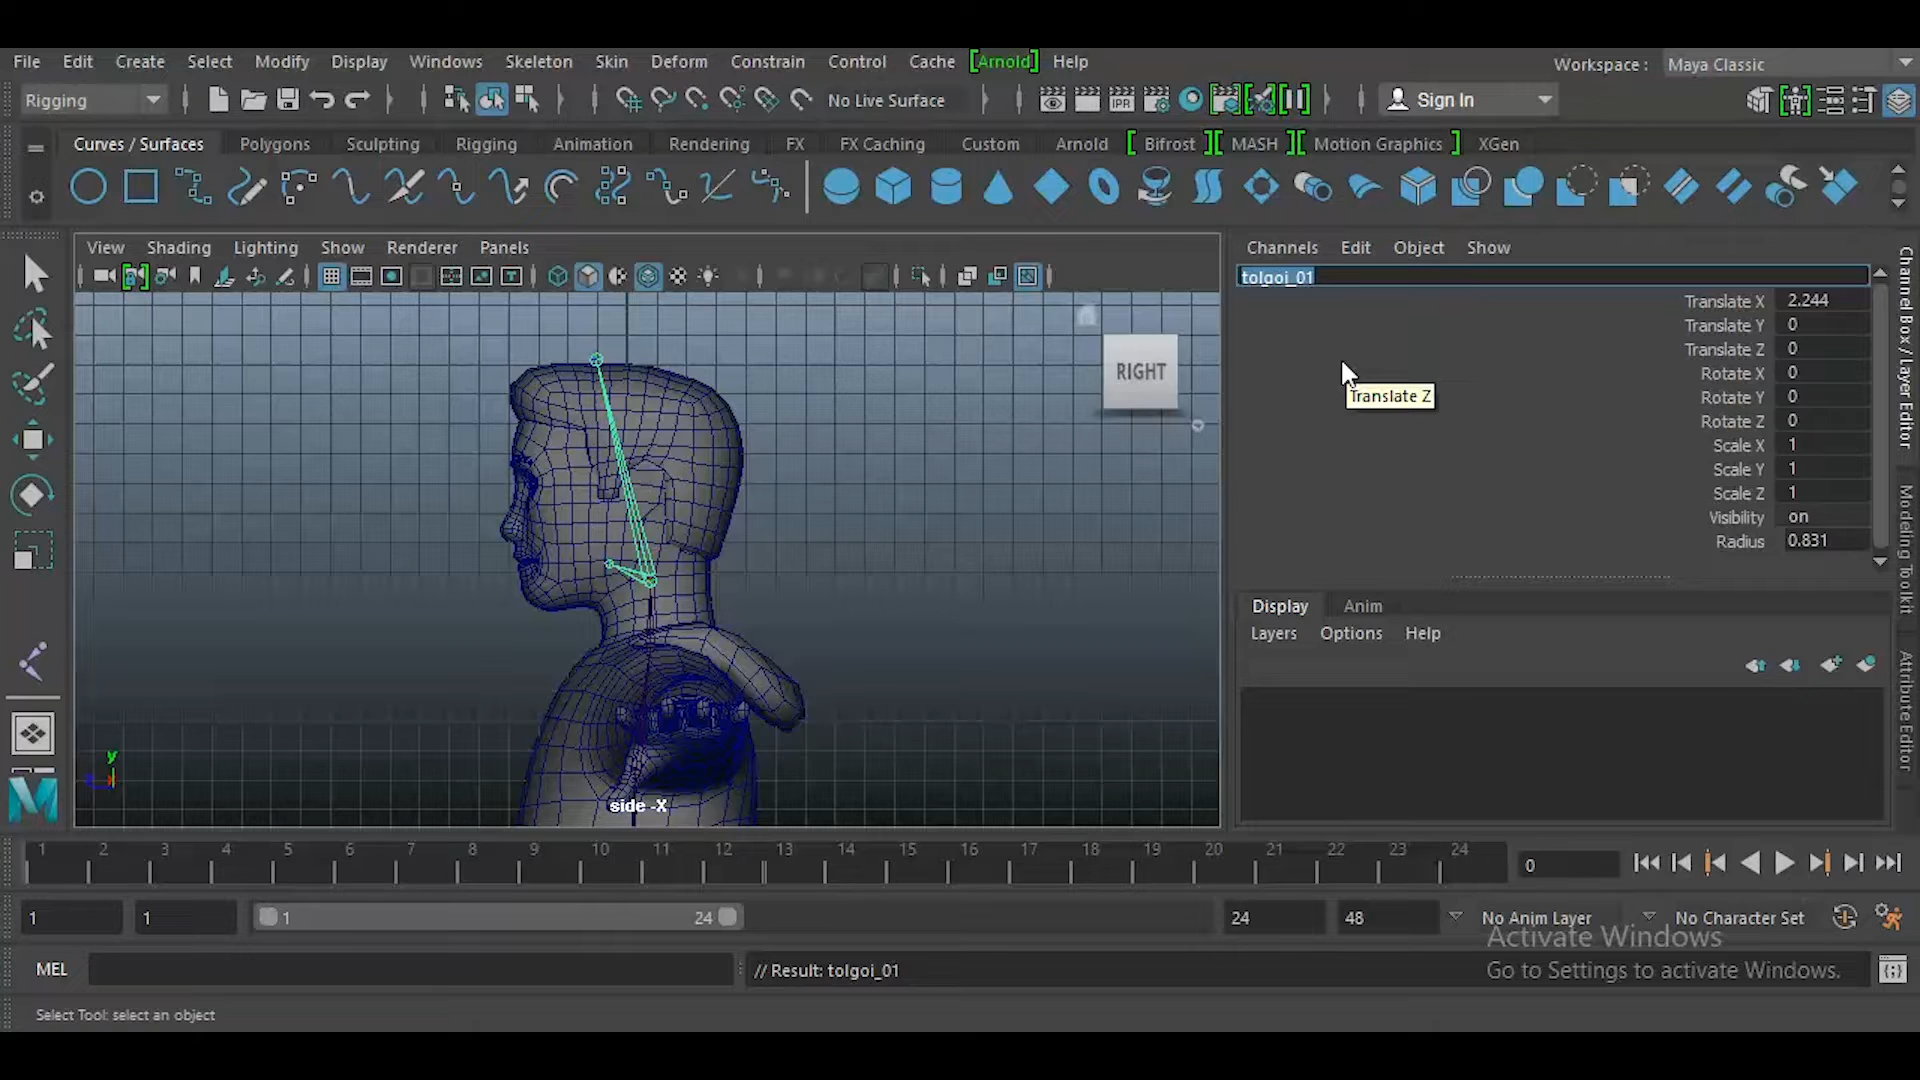 File Edit Create Select Modify Display Windows Skeleton Skin Deform Constrain Control Cache [Arnold] Help
Workspace : Maya Classic
Rigging No Live Surface IPR Sign In
Curves / Surfaces Polygons Sculpting Rigging Animation Rendering FX FX Caching Custom Arnold [ Bifrost ][ MASH ][ Motion Graphics ] XGen
View Shading Lighting Show Renderer Panels
Channels Edit Object Show
tolgoi_01
Translate X 2.244
Translate Y 0
Translate Z 0
Rotate X 0
Rotate Y 0
Rotate Z 0
Scale X 1
Scale Y 1
Scale Z 1
Visibility on
Radius 0.831
Translate Z
RIGHT
y
side -X
Display Anim
Layers Options Help
Channel Box / Layer Editor
Modeling Toolkit
Attribute Editor
1 2 3 4 5 6 7 8 9 10 11 12 13 14 15 16 17 18 19 20 21 22 23 24 0
1 1 1 24 24 48 No Anim Layer No Character Set
Activate Windows
Go to Settings to activate Windows.
MEL // Result: tolgoi_01
Select Tool: select an object